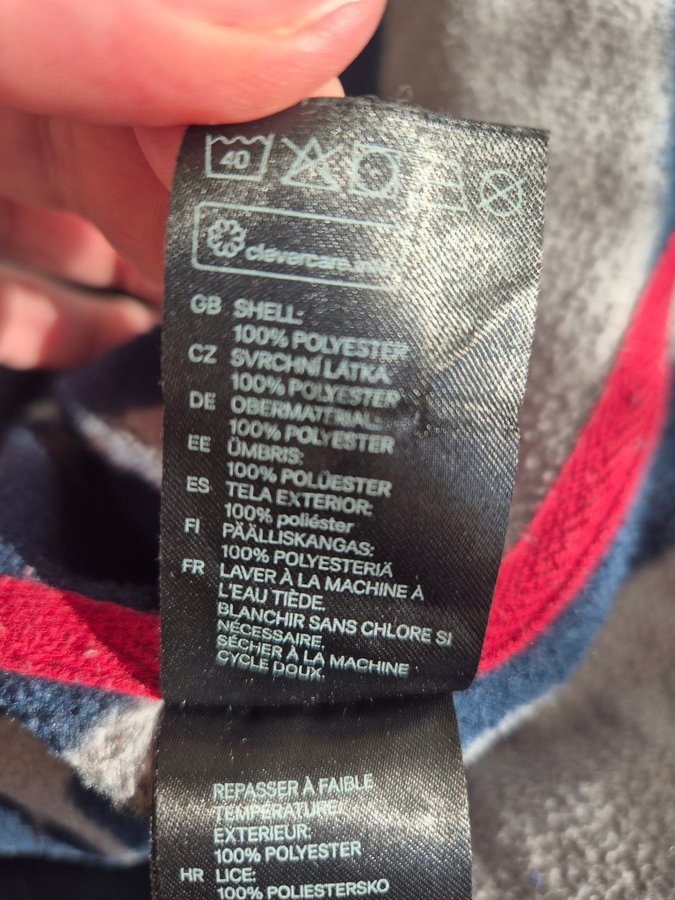 40
clevercare.info
GB SHELL:
100% POLYESTER
CZ SVRCHNÍ LÁTKA
100% POLYESTER
DE OBERMATERIAL:
100% POLYESTER
EE ÜMBRIS:
100% POLÜESTER
ES TELA EXTERIOR:
100% poliéster
FI PÄÄLLISKANGAS:
100% POLYESTERIÄ
FR LAVER À LA MACHINE À
L'EAU TIÈDE.
BLANCHIR SANS CHLORE SI
NÉCESSAIRE.
SÉCHER À LA MACHINE
CYCLE DOUX.
REPASSER À FAIBLE
TEMPÉRATURE.
EXTERIEUR:
100% POLYESTER
HR LICE:
100% POLIESTERSKO